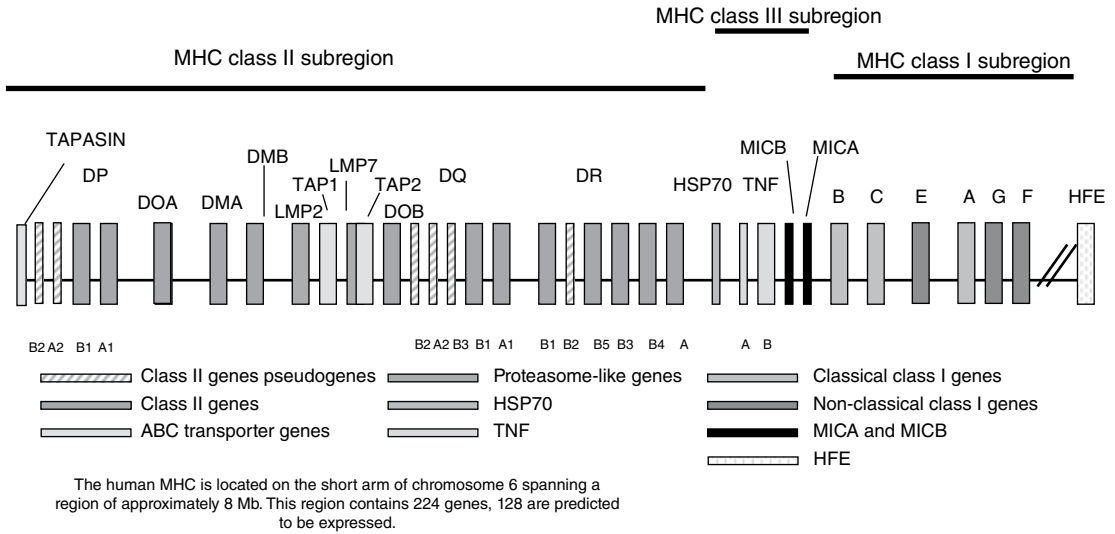 MHC class III subregion
MHC class II subregion
MHC class I subregion
TAPASIN
DP
DOA
DMA
DMB
LMP2
TAP1
LMP7
TAP2
DOB
DQ
DR
HSP70
TNF
MICB
MICA
B
C
E
A
G
F
HFE
B2 A2 B1 A1
B2 A2 B3 B1 A1
B1 B2 B5 B3 B4 A
A B
Class II genes pseudogenes
Class II genes
ABC transporter genes
Proteasome-like genes
HSP70
TNF
Classical class I genes
Non-classical class I genes
MICA and MICB
HFE
The human MHC is located on the short arm of chromosome 6 spanning a
region of approximately 8 Mb. This region contains 224 genes, 128 are predicted
to be expressed.